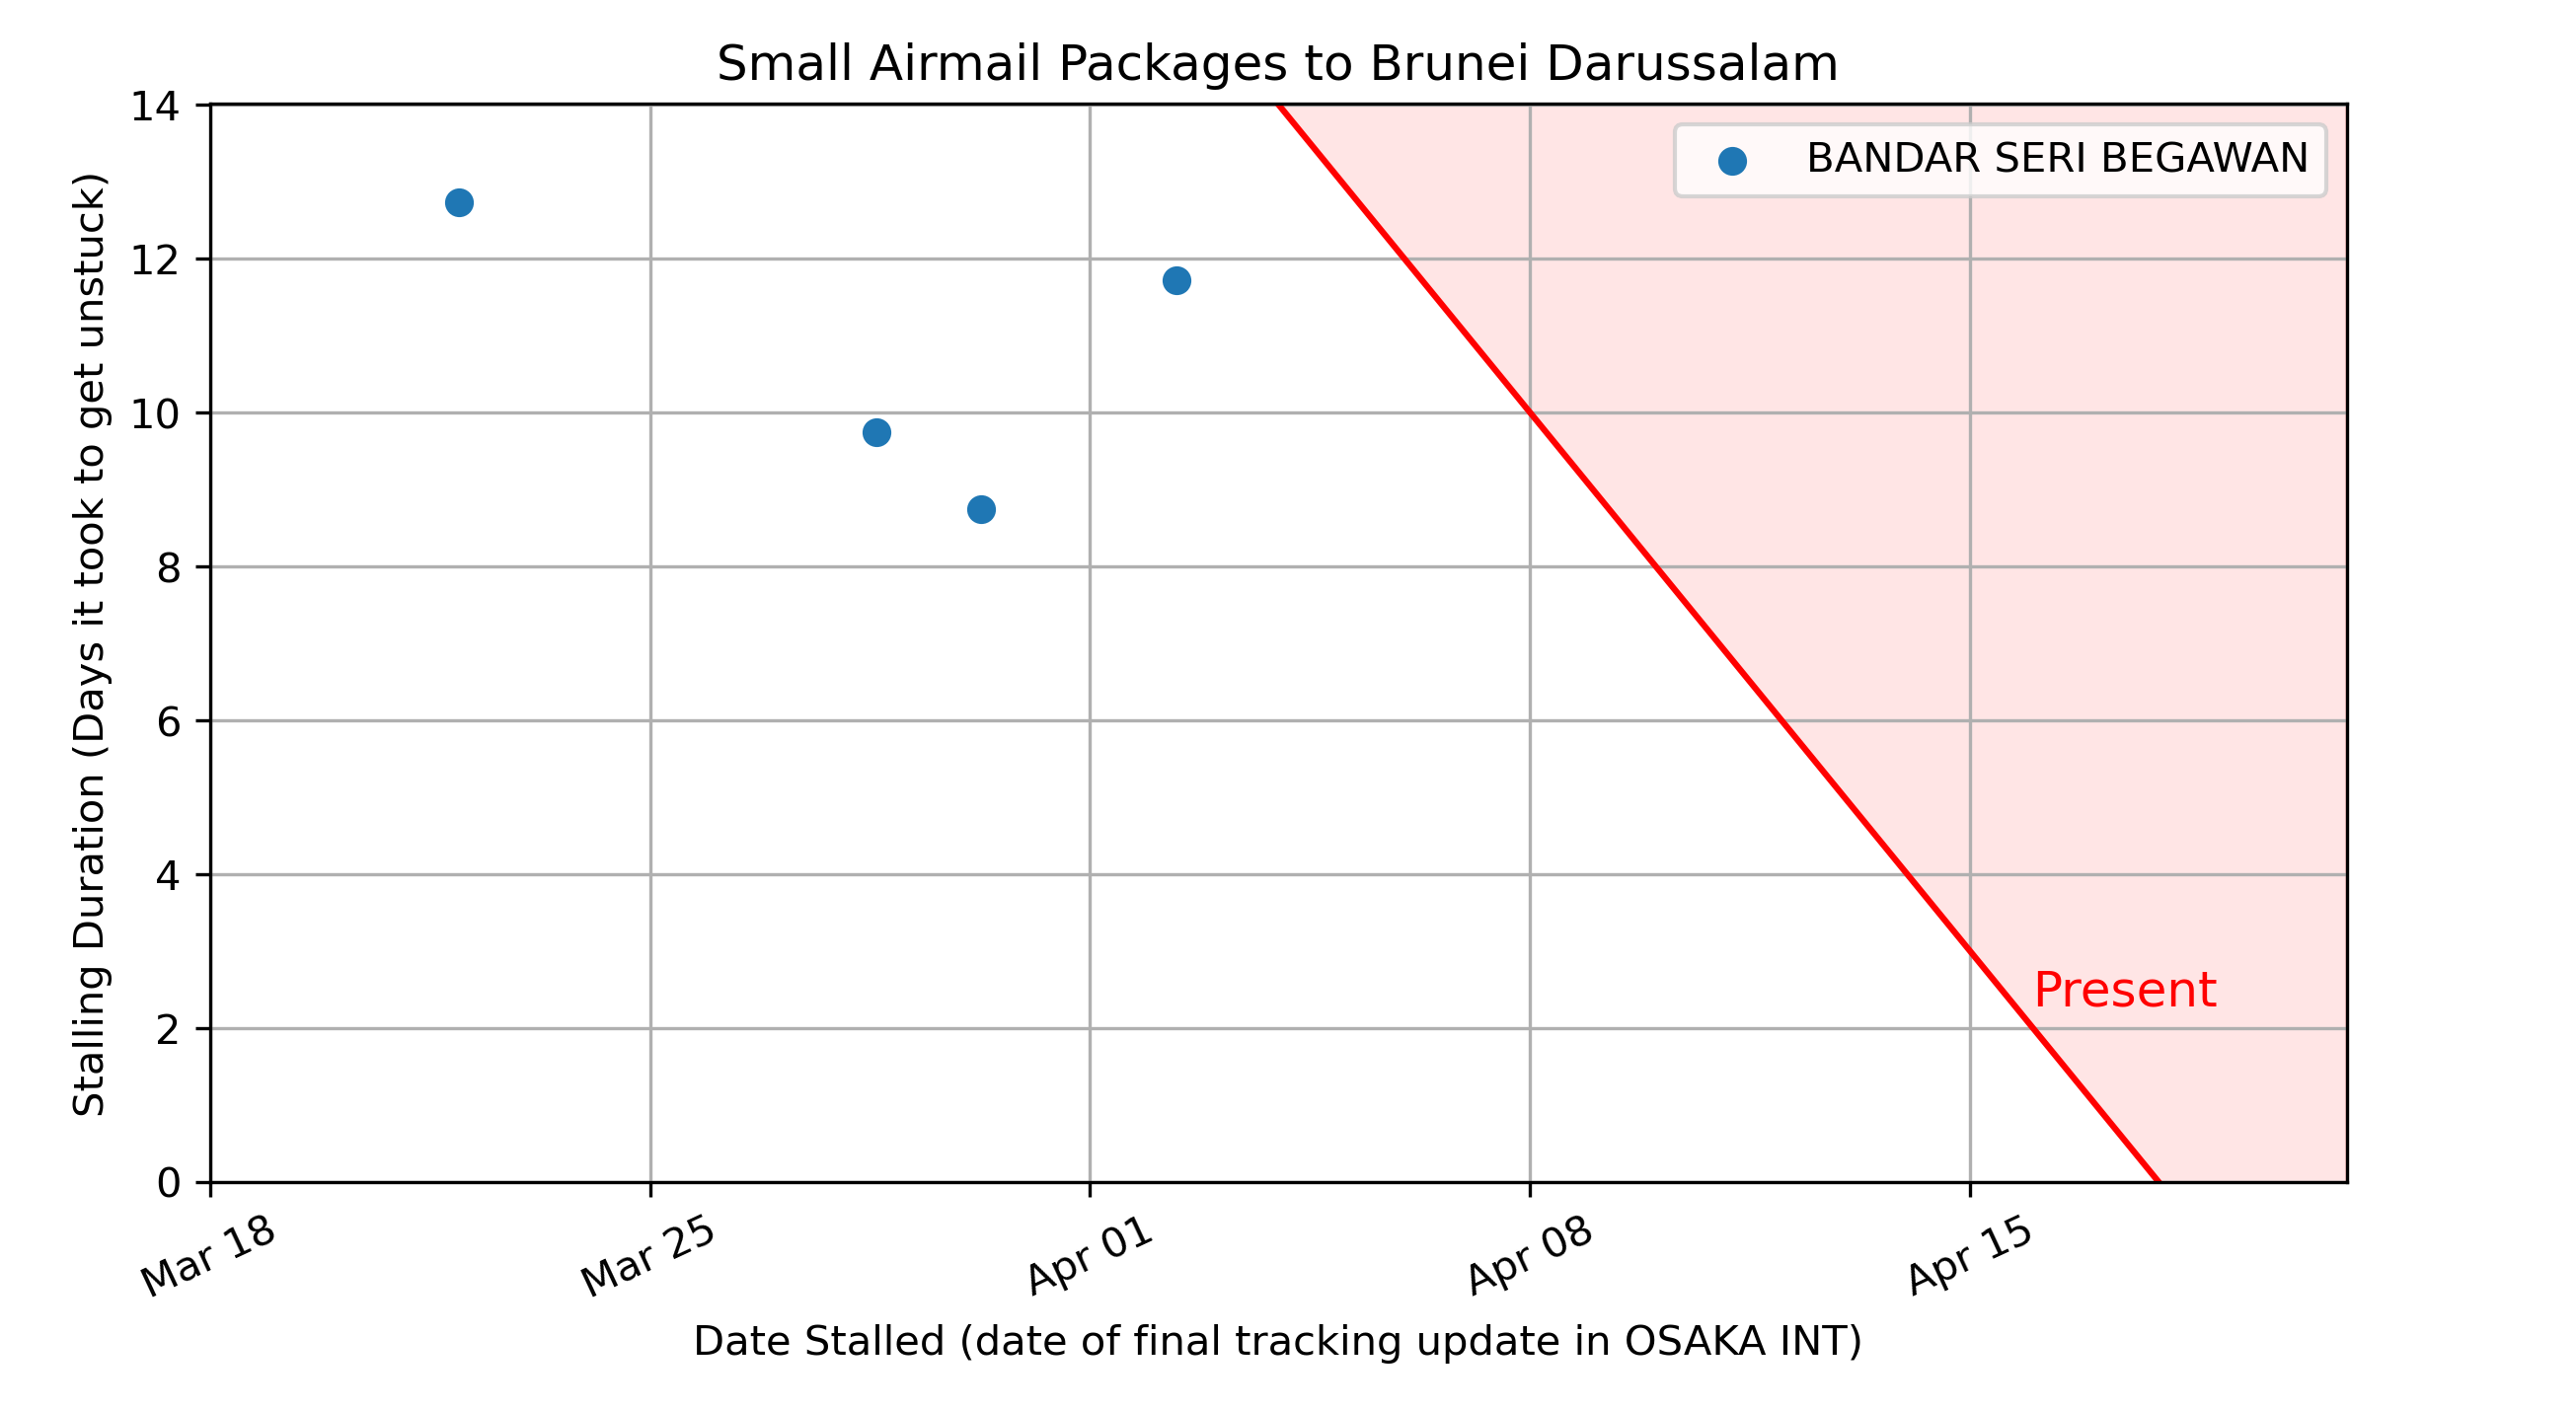 Small Airmail Packages to Brunei Darussalam
BANDAR SERI BEGAWAN
Stalling Duration (Days it took to get unstuck)
14
12
10
8
6
4
2
0
Present
Mar 18
Mar 25
Apr 01
Apr 08
Apr 15
Date Stalled (date of final tracking update in OSAKA INT)